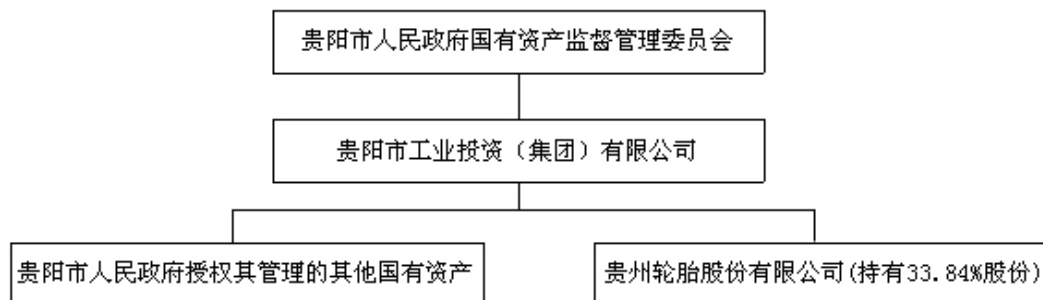 贵阳市人民政府国有资产监督管理委员会
贵阳市工业投资（集团）有限公司
贵阳市人民政府授权其管理的其他国有资产
贵州轮胎股份有限公司(持有33.84%股份)